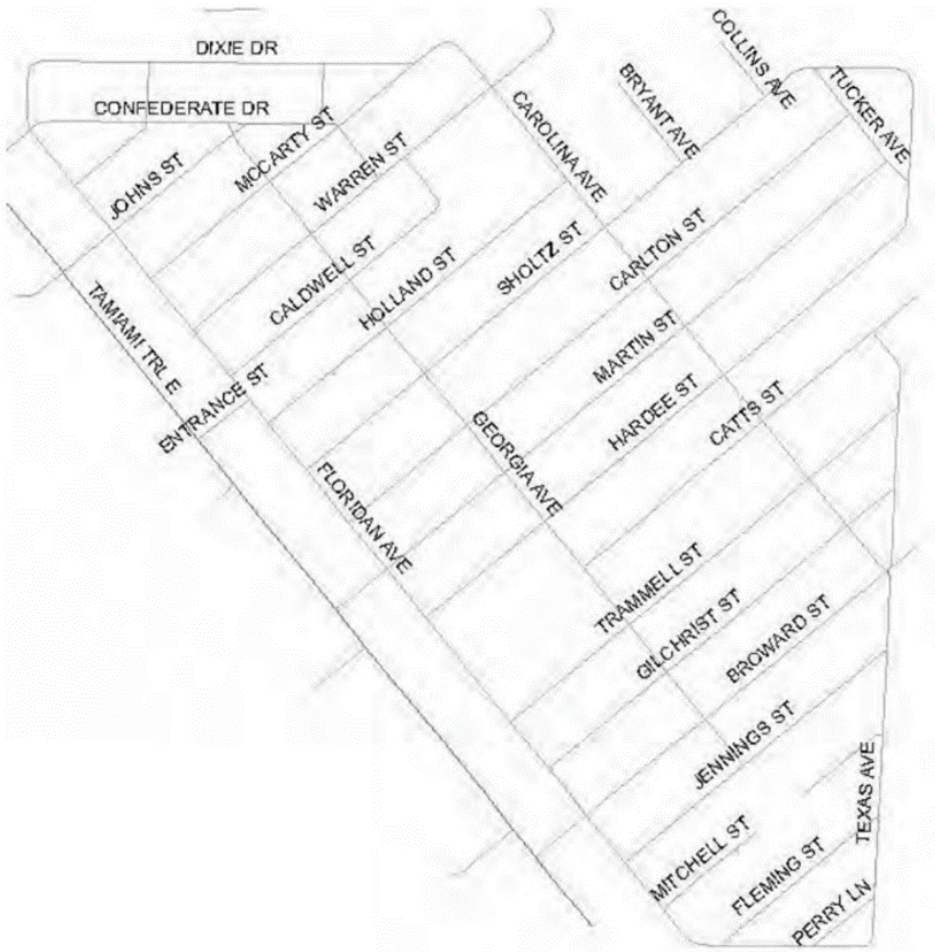 DIXIE DR
COLLINS AVE
BRYANT AVE
TUCKER AVE
CONFEDERATE DR
CAROLINA AVE
MCCARTY ST
WARREN ST
JOHNS ST
CARLTON ST
SHOLTZ ST
CALDWELL ST
HOLLAND ST
TAMIAMI TRL E
MARTIN ST
ENTRANCE ST
HARDEE ST
CATTS ST
GEORGIA AVE
FLORIDAN AVE
TRAMMELL ST
GILCHRIST ST
BROWARD ST
JENNINGS ST
TEXAS AVE
MITCHELL ST
FLEMING ST
PERRY LN